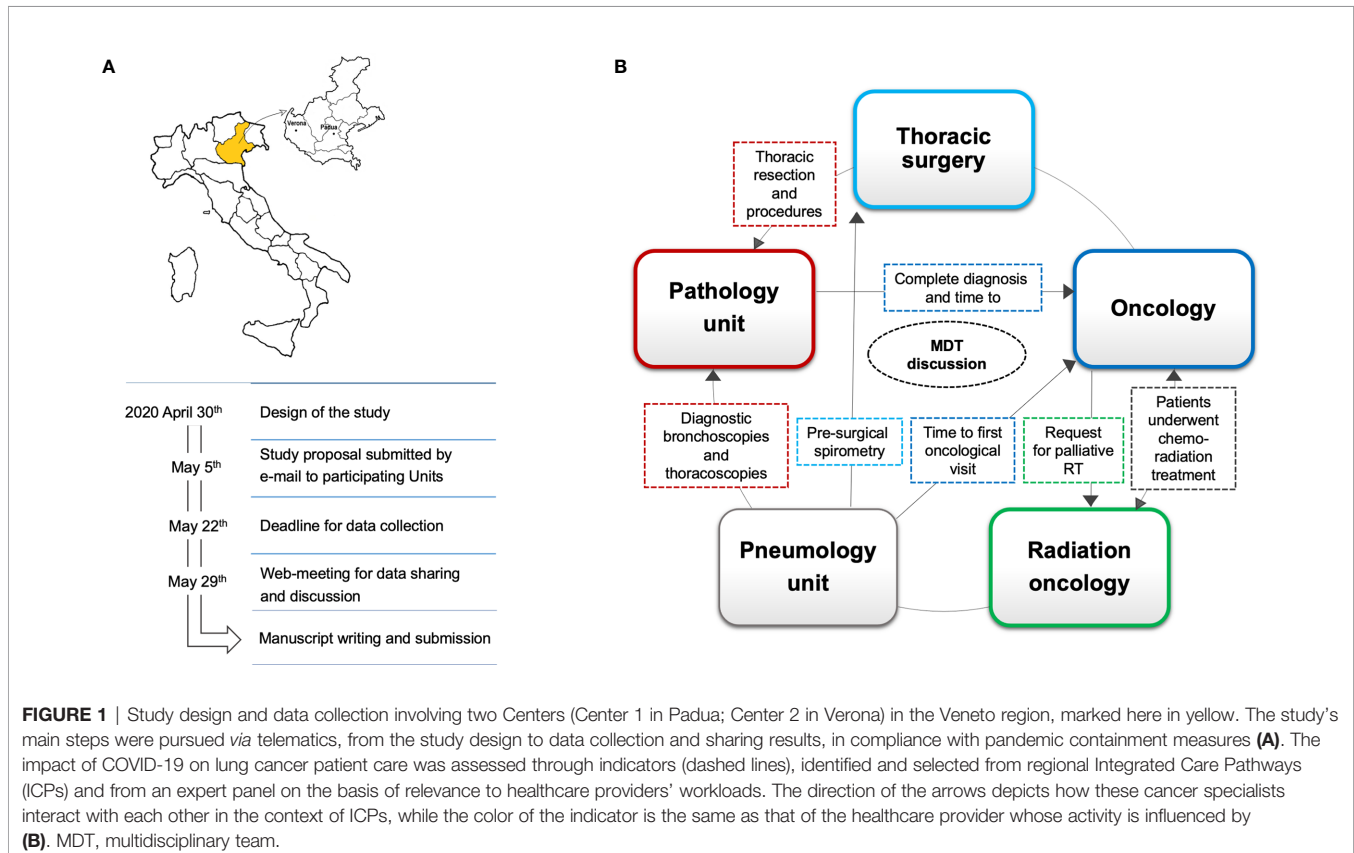 A
Verona
Padua
2020 April 30th
Design of the study
May 5th
Study proposal submitted by
e-mail to participating Units
May 22th
Deadline for data collection
May 29th
Web-meeting for data sharing
and discussion
Manuscript writing and submission
B
Thoracic
surgery
Thoracic
resection
and
procedures
Pathology
unit
Complete diagnosis
and time to
Oncology
MDT
discussion
Diagnostic
bronchoscopies
and
thoracoscopies
Pre-surgical
spirometry
Time to first
oncological
visit
Request
for palliative
RT
Patients
underwent
chemo-
radiation
treatment
Pneumology
unit
Radiation
oncology
FIGURE 1 | Study design and data collection involving two Centers (Center 1 in Padua; Center 2 in Verona) in the Veneto region, marked here in yellow. The study's
main steps were pursued via telematics, from the study design to data collection and sharing results, in compliance with pandemic containment measures (A). The
impact of COVID-19 on lung cancer patient care was assessed through indicators (dashed lines), identified and selected from regional Integrated Care Pathways
(ICPs) and from an expert panel on the basis of relevance to healthcare providers' workloads. The direction of the arrows depicts how these cancer specialists
interact with each other in the context of ICPs, while the color of the indicator is the same as that of the healthcare provider whose activity is influenced by
(B). MDT, multidisciplinary team.